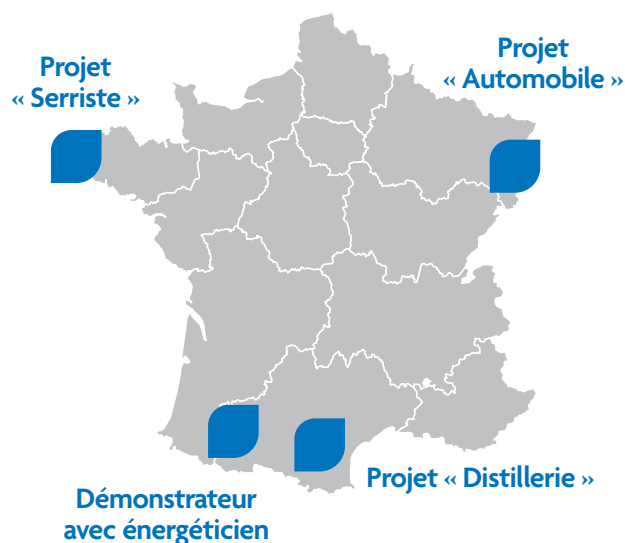 Projet
« Serriste »
Projet
« Automobile »
Projet « Distillerie »
Démonstrateur
avec énergéticien